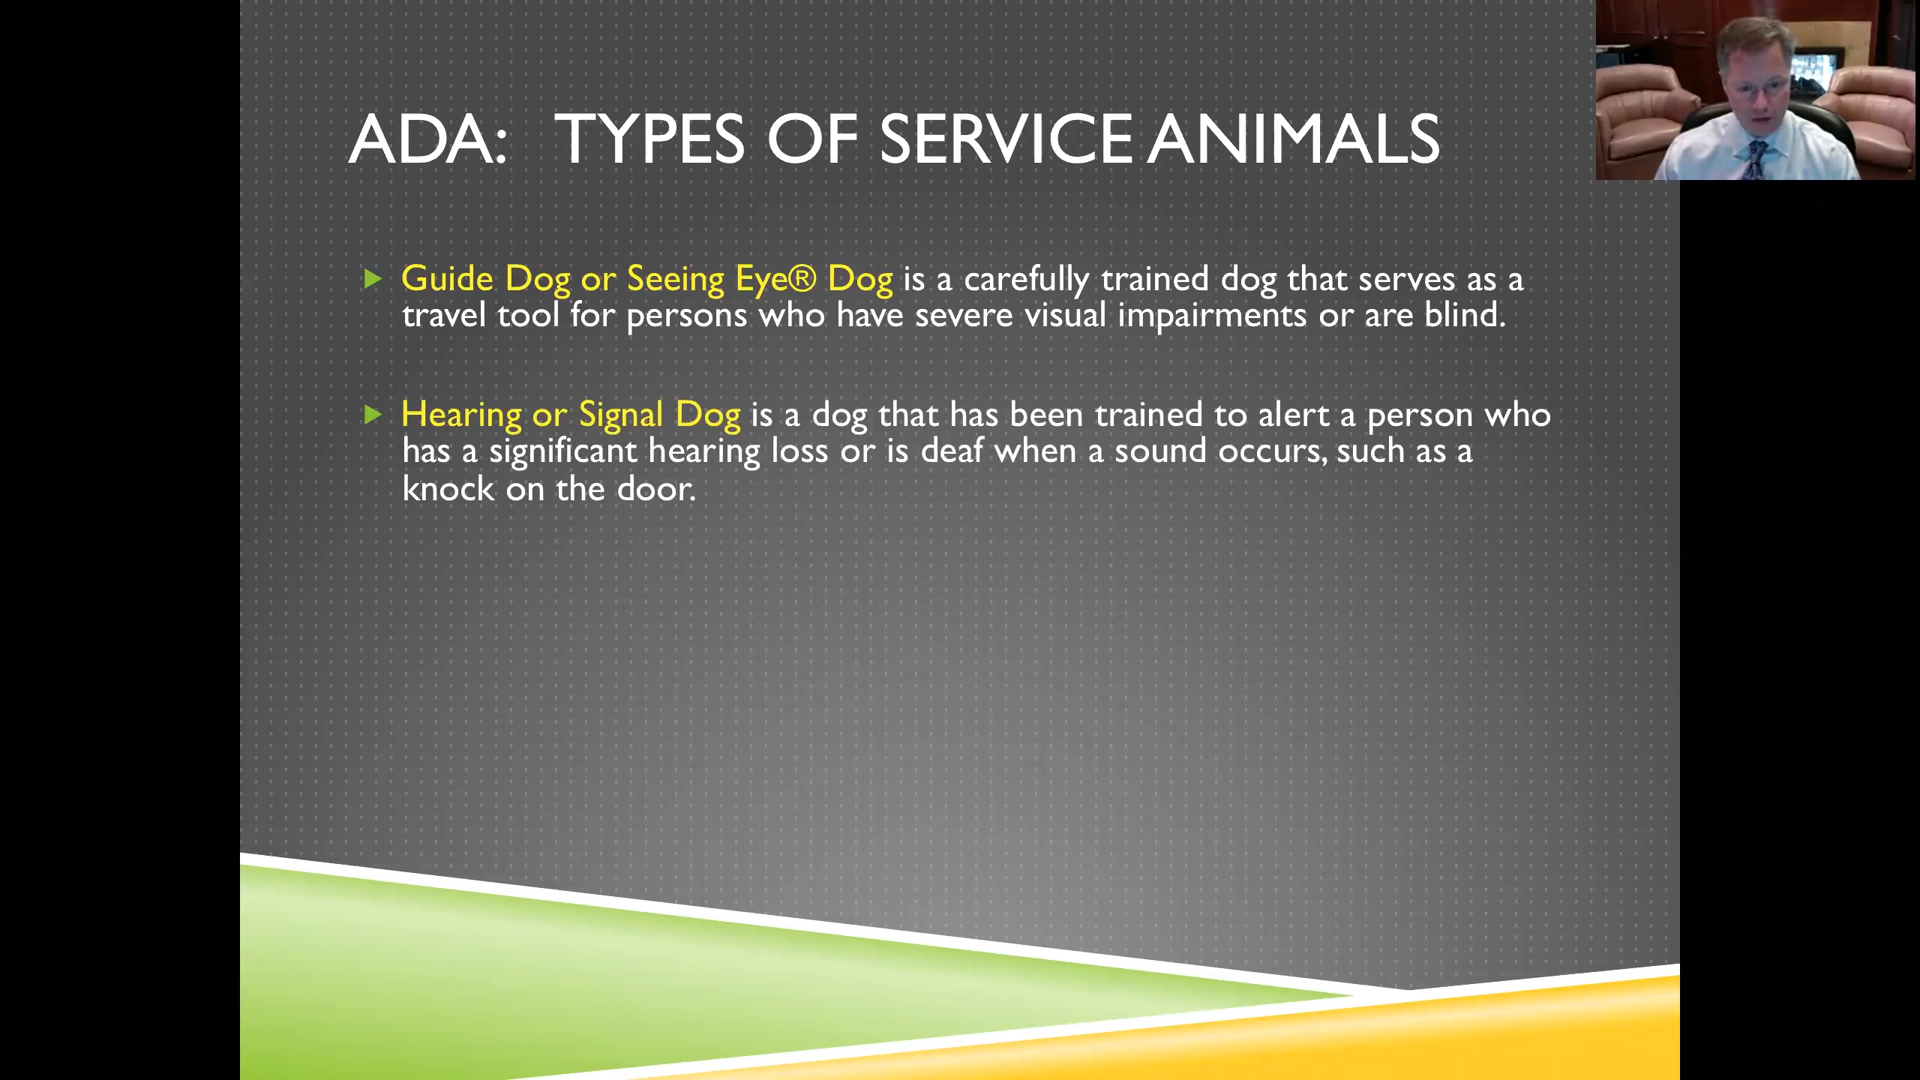 ADA: TYPES OF SERVICE ANIMALS
Guide Dog or Seeing Eye® Dog is a carefully trained dog that serves as a
travel tool for persons who have severe visual impairments or are blind.
Hearing or Signal Dog is a dog that has been trained to alert a person who
has a significant hearing loss or is deaf when a sound occurs, such as a
knock on the door.